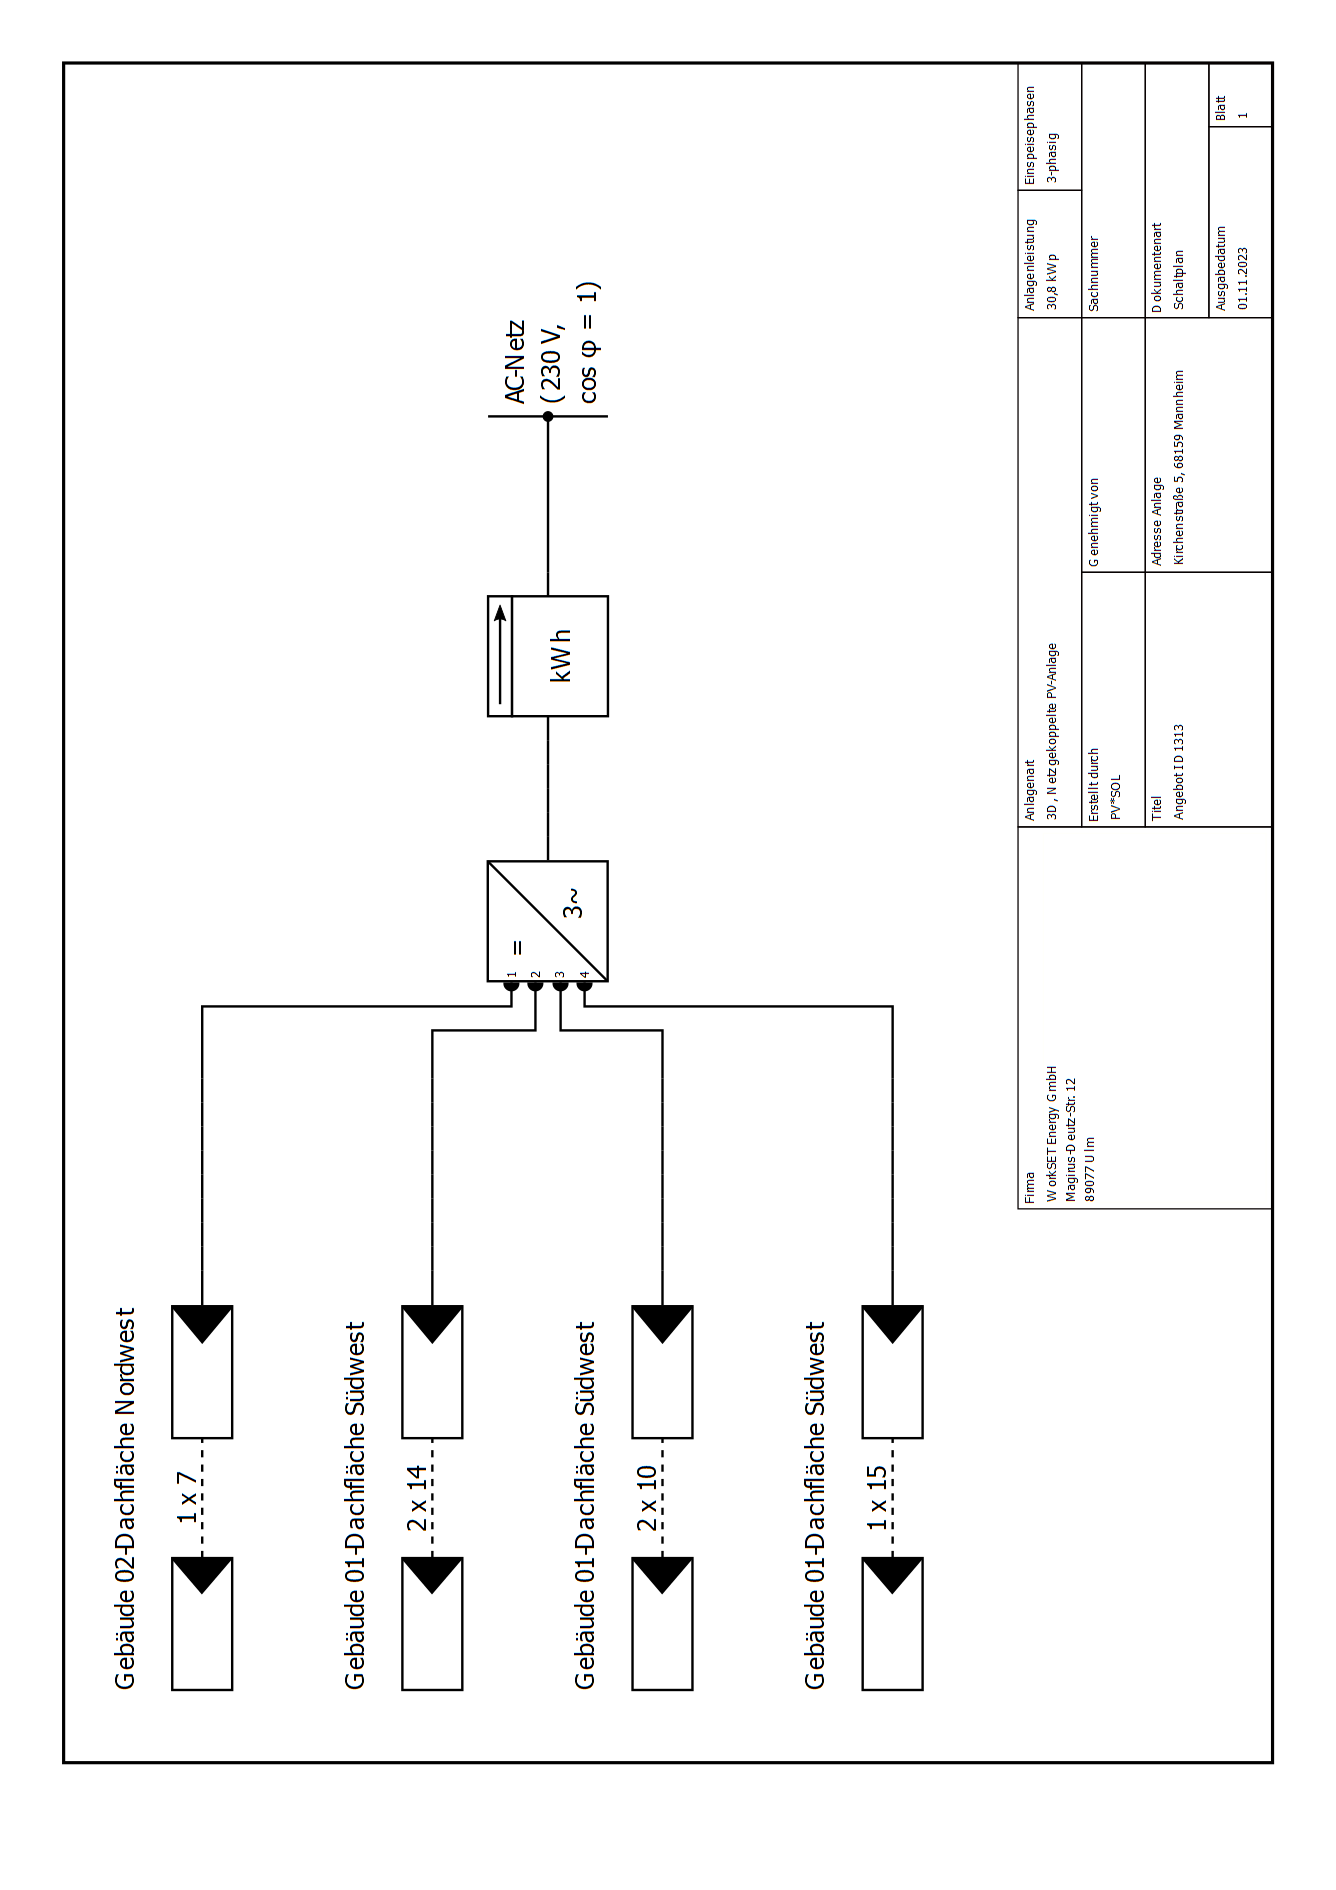 Gebäude 02-Dachfläche Nordwest
1 x 7
Gebäude 01-Dachfläche Südwest
2 x 14
Gebäude 01-Dachfläche Südwest
2 x 10
Gebäude 01-Dachfläche Südwest
1 x 15
1
2
3
4
=
3~
kWh
AC-Netz
(230 V,
cos φ = 1)
Firma
WorkSET Energy GmbH
Magirus-Deutz-Str. 12
89077 Ulm
Anlagenart
3D, Netzgekoppelte PV-Anlage
Anlagenleistung
30,8 kWp
Einspeisephasen
3-phasig
Erstellt durch
PV*SOL
Genehmigt von
Sachnummer
Titel
Angebot ID 1313
Adresse Anlage
Kirchenstraße 5, 68159 Mannheim
Dokumentenart
Schaltplan
Ausgabedatum
01.11.2023
Blatt
1